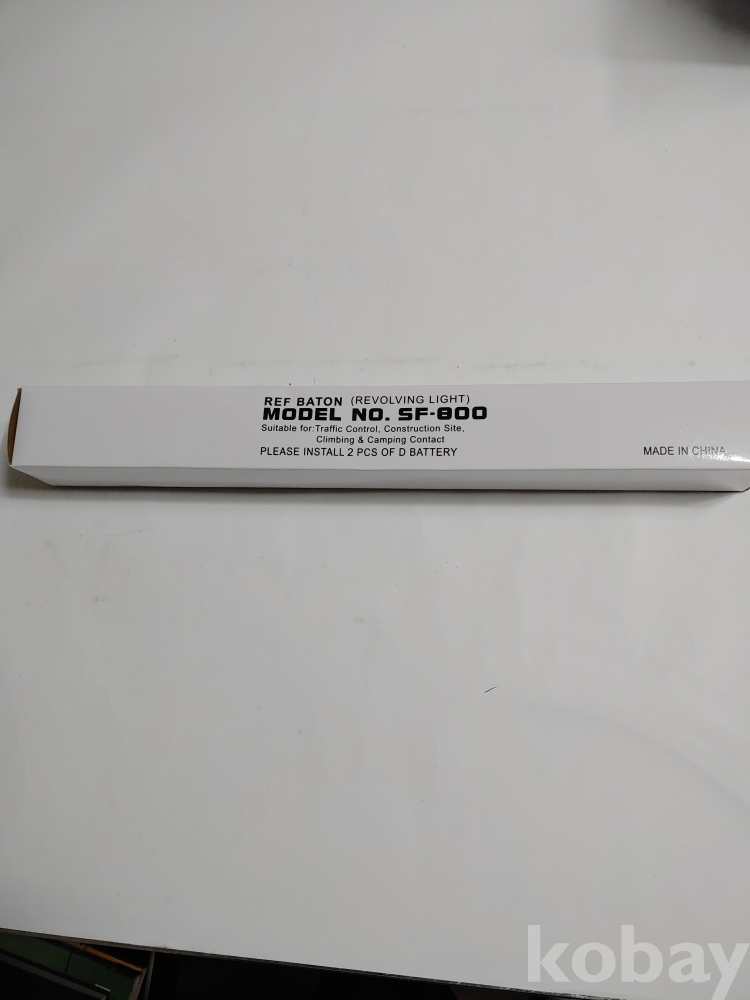 REF BATON (REVOLVING LIGHT)
MODEL NO. SF-800
Suitable for:Traffic Control, Construction Site,
Climbing & Camping Contact
PLEASE INSTALL 2 PCS OF D BATTERY
MADE IN CHINA
kobay